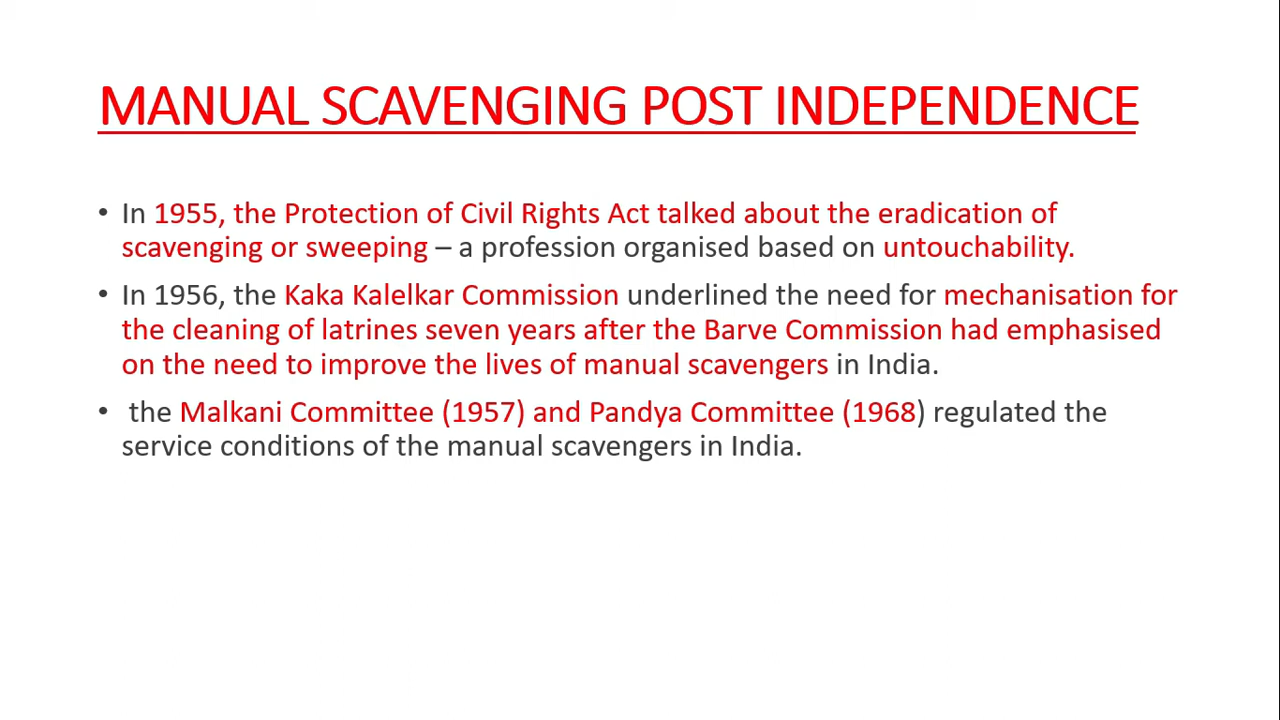 MANUAL SCAVENGING POST INDEPENDENCE
• In 1955, the Protection of Civil Rights Act talked about the eradication of
scavenging or sweeping – a profession organised based on untouchability.
• In 1956, the Kaka Kalelkar Commission underlined the need for mechanisation for
the cleaning of latrines seven years after the Barve Commission had emphasised
on the need to improve the lives of manual scavengers in India.
• the Malkani Committee (1957) and Pandya Committee (1968) regulated the
service conditions of the manual scavengers in India.